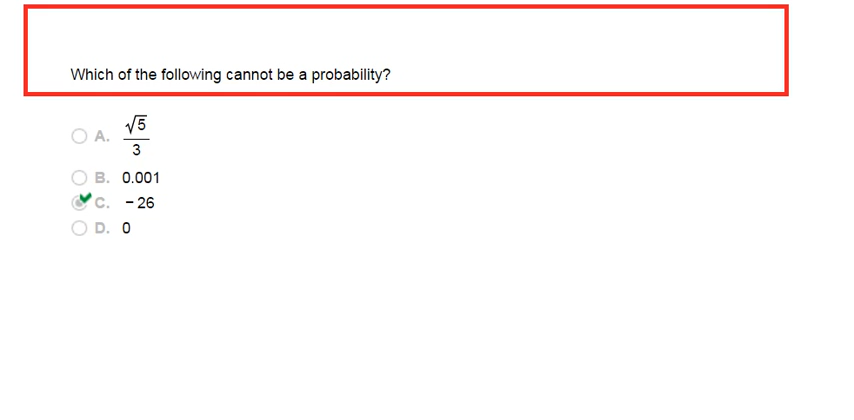 Which of the following cannot be a probability?
A. √5/3
B. 0.001
C. −26
D. 0